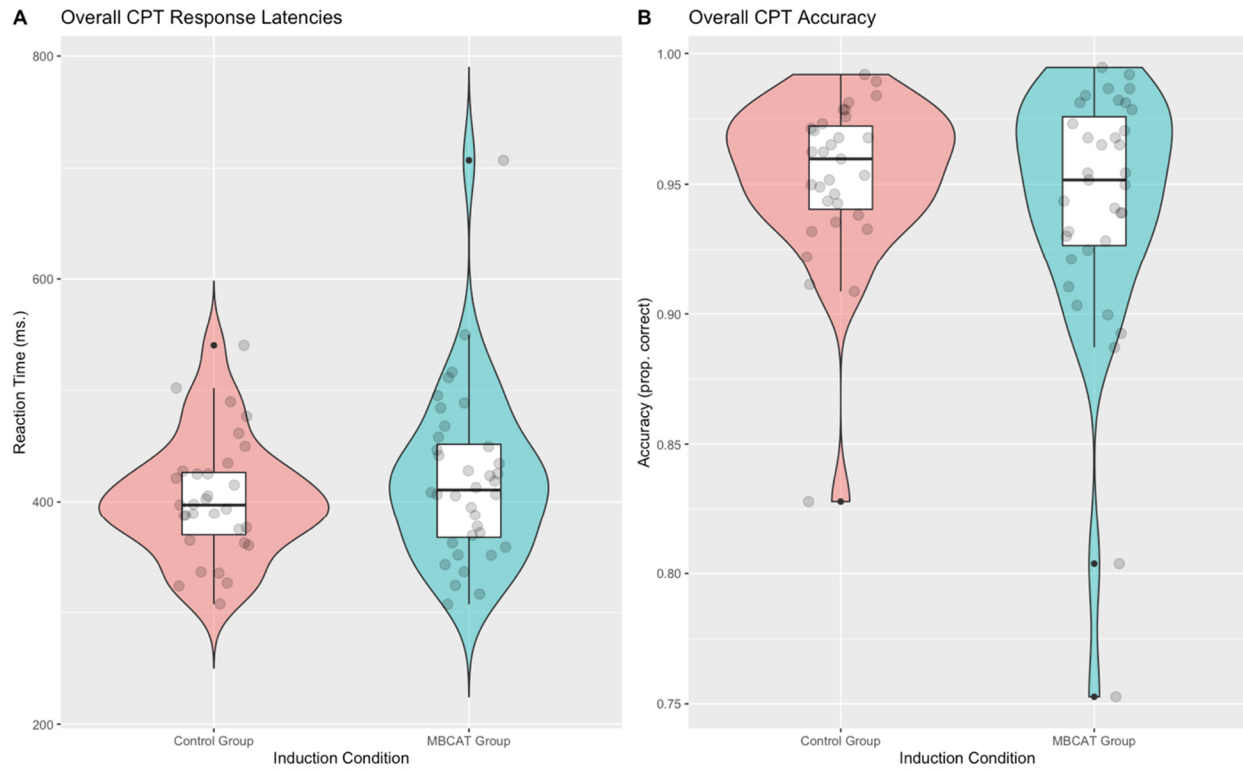 A Overall CPT Response Latencies
800
600
400
200
Reaction Time (ms.)
Control Group MBCAT Group
Induction Condition
B Overall CPT Accuracy
1.00
0.95
0.90
0.85
0.80
0.75
Accuracy (prop. correct)
Control Group MBCAT Group
Induction Condition